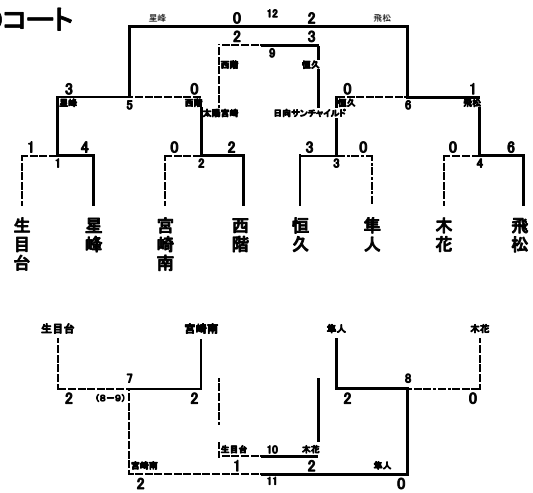 のコート
星峰 0 12 2 飛松
2 3
9
西階 恒久
3 0 0 1
星峰 5 西階 恒久 6 飛松
太陽宮崎 日向サンチャイルド
1 4 0 2 3 0 0 6
1 2 3 4
生目台 星峰 宮崎南 西階 恒久 隼人 木花 飛松
生目台 宮崎南 隼人 木花
7 8
2 (8-9) 2 2 0
生目台 10 木花
宮崎南 1 2 隼人
2 11 0